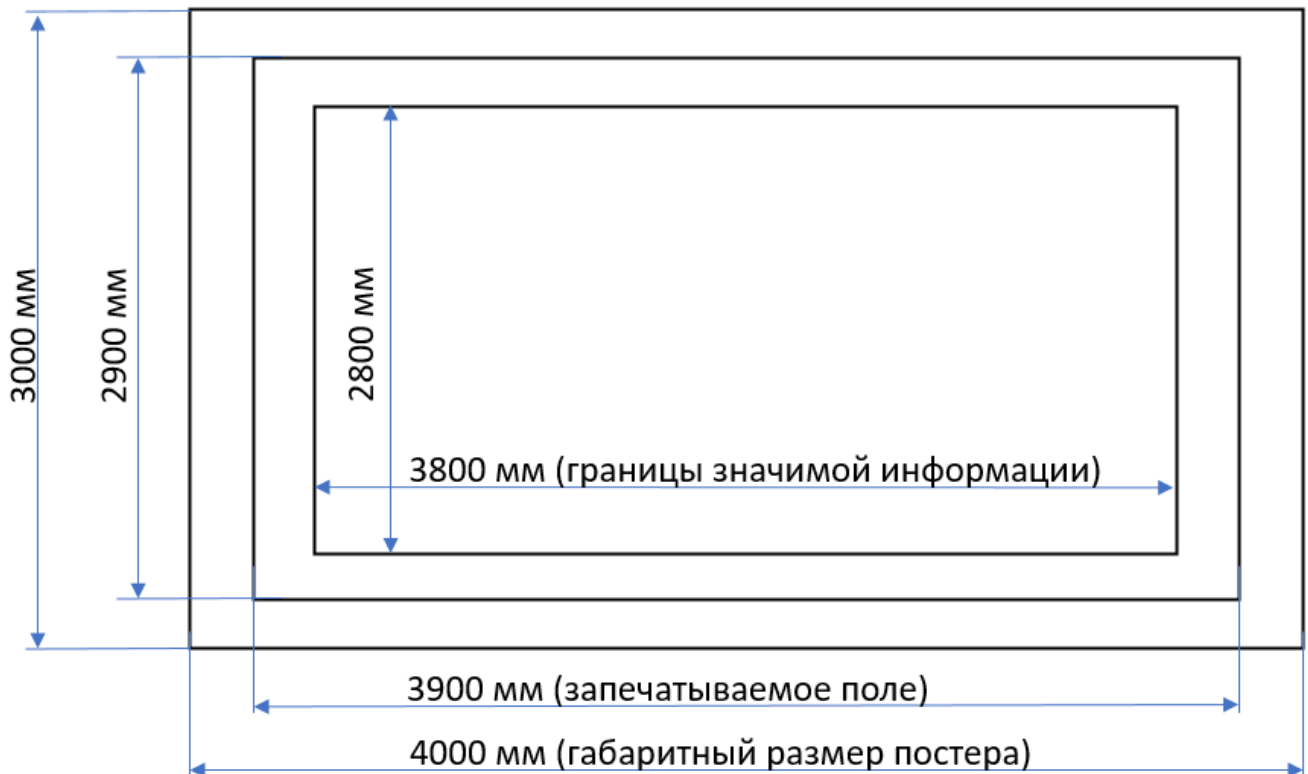 3000 мм
2900 мм
2800 мм
3800 мм (границы значимой информации)
3900 мм (запечатываемое поле)
4000 мм (габаритный размер постера)